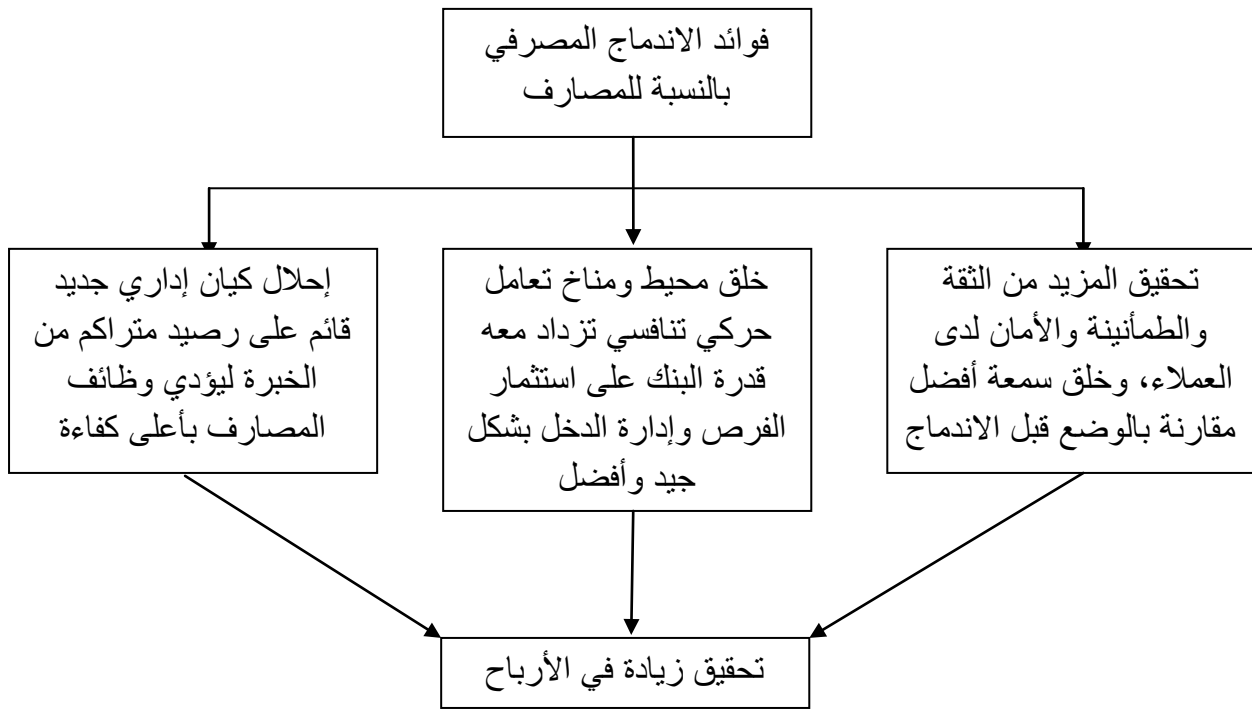 فوائد الاندماج المصرفي
بالنسبة للمصارف
تحقيق المزيد من الثقة
والطمأنينة والأمان لدى
العملاء، وخلق سمعة أفضل
مقارنة بالوضع قبل الاندماج
خلق محيط ومناخ تعامل
حركي تنافسي تزداد معه
قدرة البنك على استثمار
الفرص وإدارة الدخل بشكل
جيد وأفضل
إحلال كيان إداري جديد
قائم على رصيد متراكم من
الخبرة ليؤدي وظائف
المصارف بأعلى كفاءة
تحقيق زيادة في الأرباح